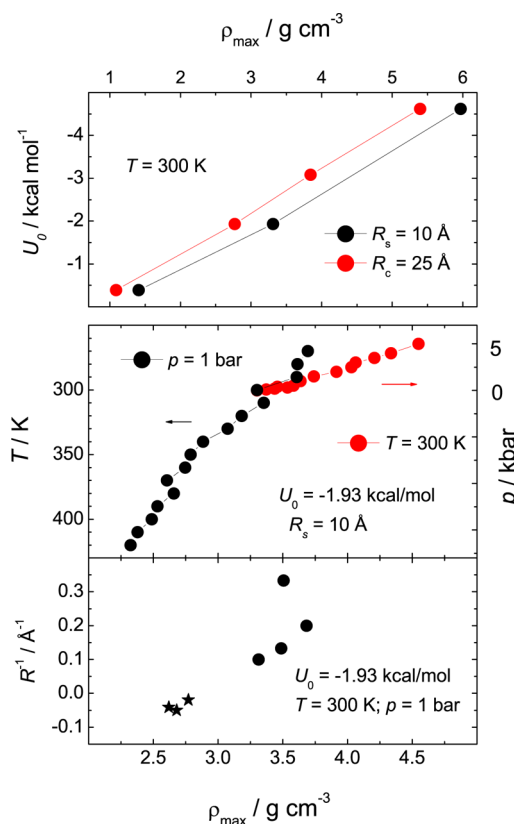 ρmax / g cm-3
1 2 3 4 5 6
-4
-3
-2
-1
U0 / kcal mol-1
T = 300 K
Rs = 10 Å
Rc = 25 Å
p = 1 bar
5
0
300
350
400
T / K
p / kbar
T = 300 K
U0 = -1.93 kcal/mol
Rs = 10 Å
0.3
0.2
0.1
0.0
-0.1
R-1 / Å-1
U0 = -1.93 kcal/mol
T = 300 K; p = 1 bar
2.5 3.0 3.5 4.0 4.5
ρmax / g cm-3